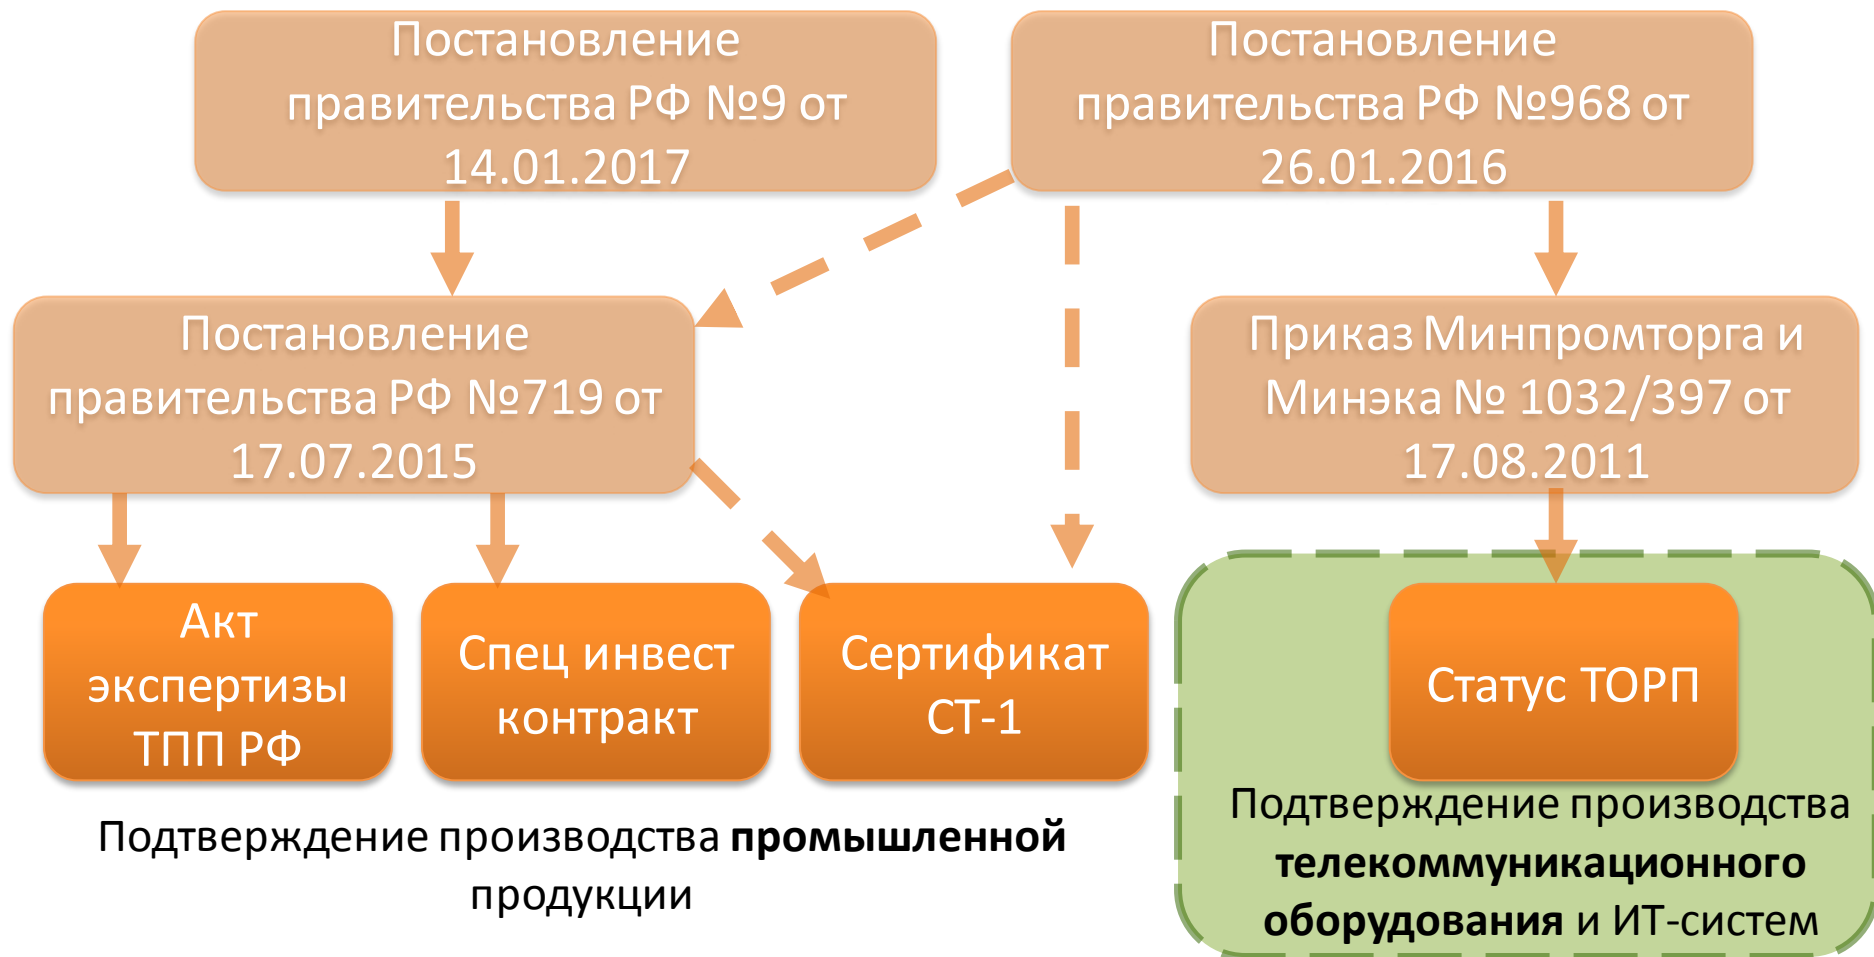 Постановление
правительства РФ №9 от
14.01.2017
Постановление
правительства РФ №968 от
26.01.2016
Постановление
правительства РФ №719 от
17.07.2015
Приказ Минпромторга и
Минэка № 1032/397 от
17.08.2011
Акт
экспертизы
ТПП РФ
Спец инвест
контракт
Сертификат
СТ-1
Статус ТОРП
Подтверждение производства промышленной
продукции
Подтверждение производства
телекоммуникационного
оборудования и ИТ-систем